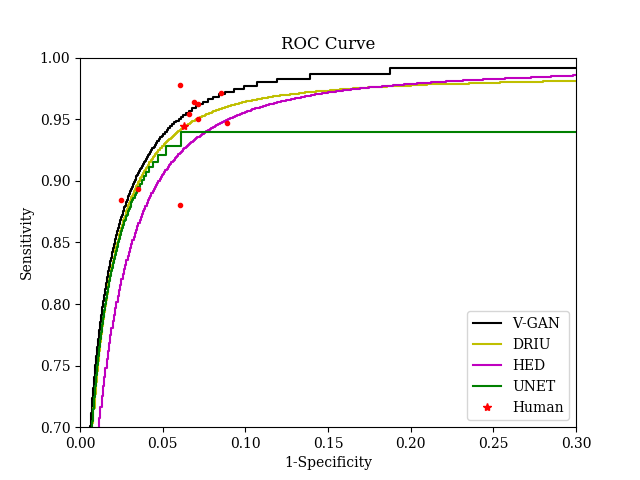 ROC Curve
1.00
0.95
0.90
0.85
0.80
0.75
0.70
Sensitivity
0.00 0.05 0.10 0.15 0.20 0.25 0.30
1-Specificity
V-GAN
DRIU
HED
UNET
Human